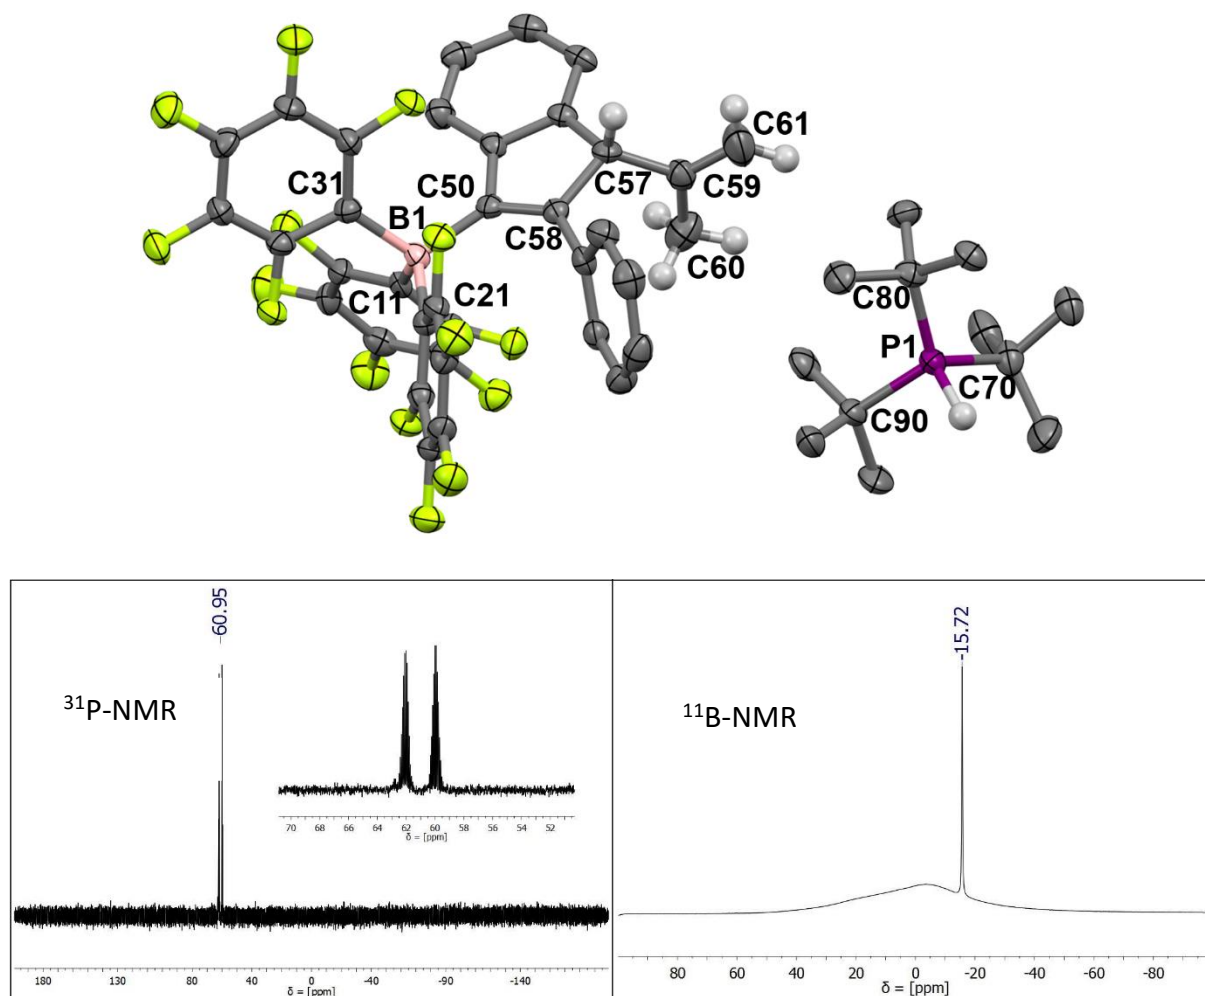 C61
C31
C50
C57
C59
B1
C58
C60
C11
C21
C80
P1
C70
C90
60.95
³¹P-NMR
70 68 66 64 62 60 58 56 54 52
δ = [ppm]
180 130 80 40 0 -40 -90 -140
δ = [ppm]
-15.72
¹¹B-NMR
80 60 40 20 0 -20 -40 -60 -80
δ = [ppm]